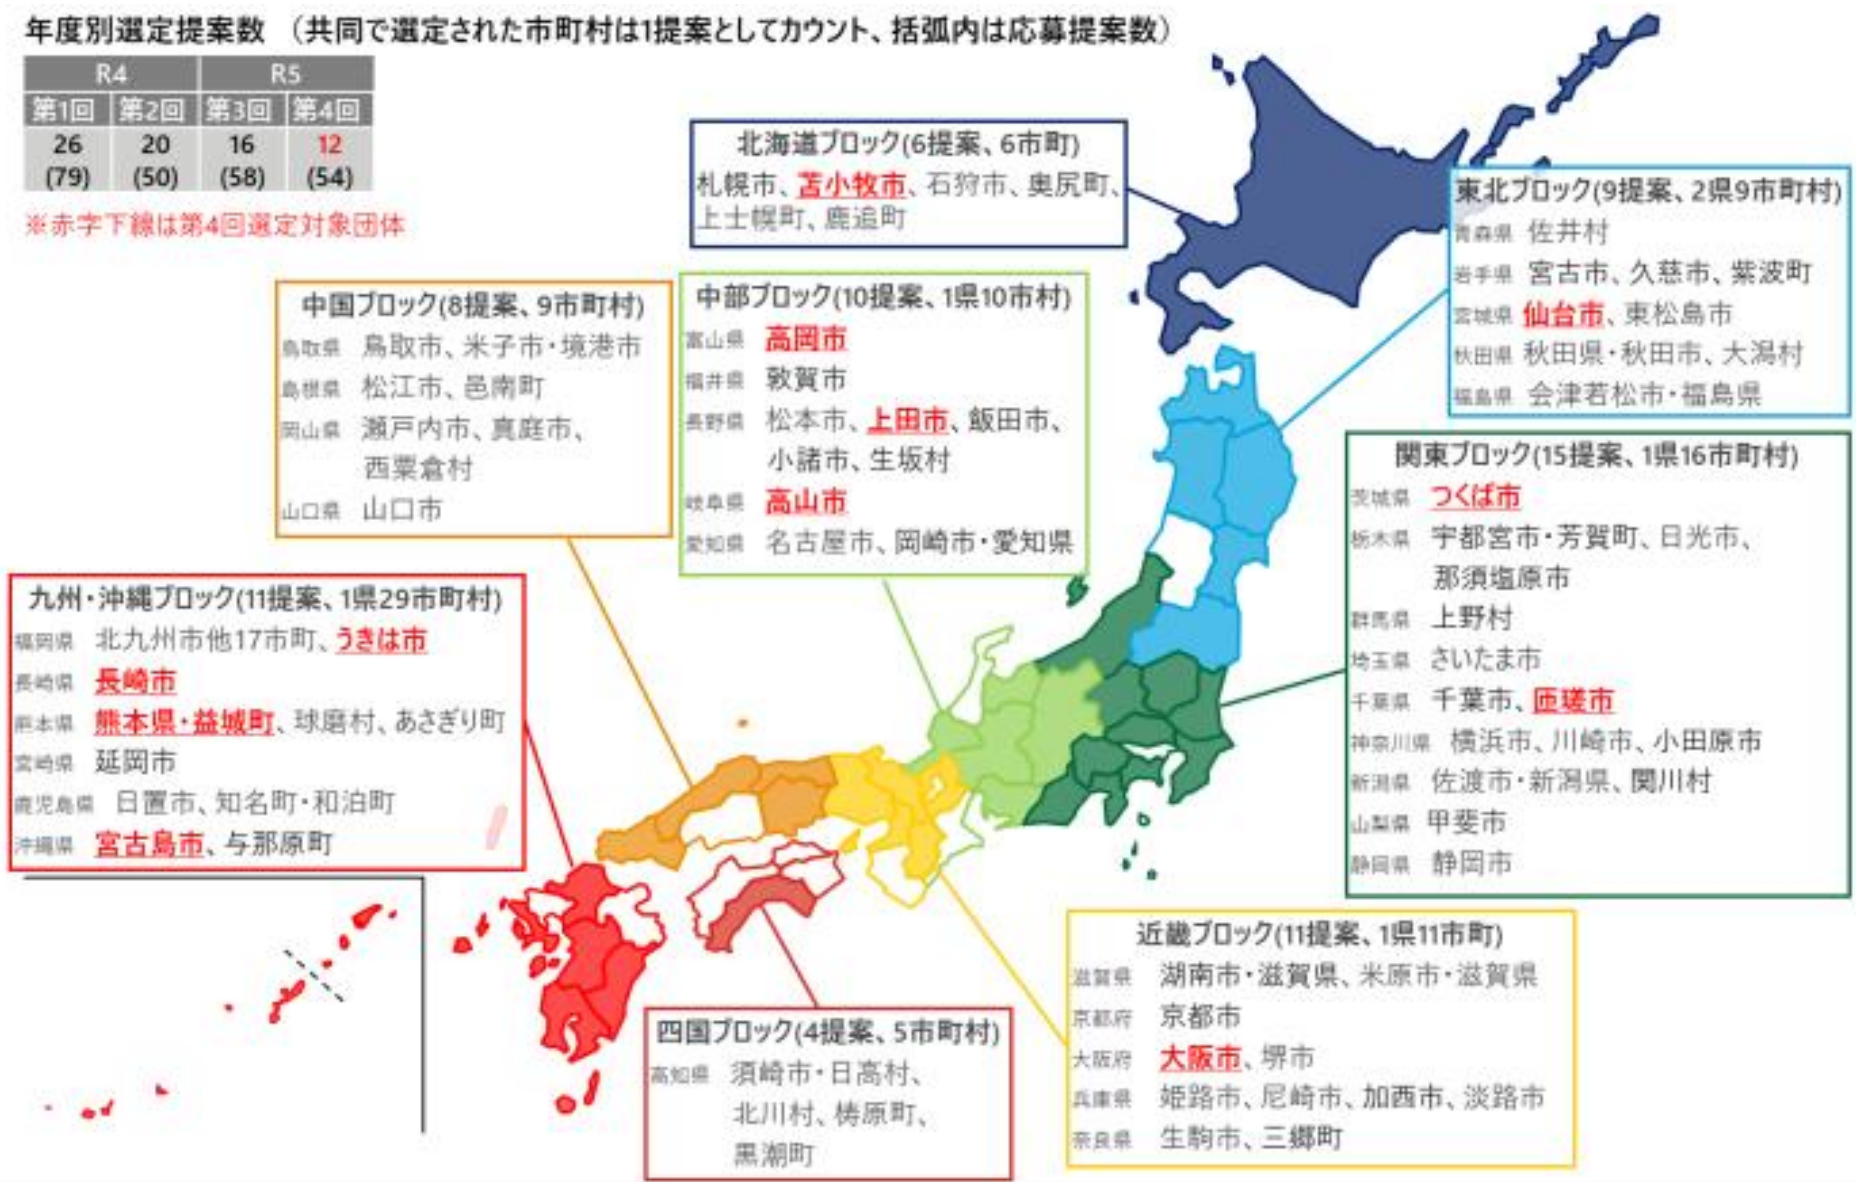 年度別選定提案数 （共同で選定された市町村は1提案としてカウント、括弧内は応募提案数）
R4 R5
第1回 第2回 第3回 第4回
26 20 16 12
(79) (50) (58) (54)
※赤字下線は第4回選定対象団体
北海道ブロック(6提案、6市町)
札幌市、苫小牧市、石狩市、奥尻町、
上士幌町、鹿追町
東北ブロック(9提案、2県9市町村)
青森県 佐井村
岩手県 宮古市、久慈市、紫波町
宮城県 仙台市、東松島市
秋田県 秋田県・秋田市、大潟村
福島県 会津若松市・福島県
中国ブロック(8提案、9市町村)
鳥取県 鳥取市、米子市・境港市
島根県 松江市、邑南町
岡山県 瀬戸内市、真庭市、
西粟倉村
山口県 山口市
中部ブロック(10提案、1県10市村)
富山県 高岡市
福井県 敦賀市
長野県 松本市、上田市、飯田市、
小諸市、生坂村
岐阜県 高山市
愛知県 名古屋市、岡崎市・愛知県
関東ブロック(15提案、1県16市町村)
茨城県 つくば市
栃木県 宇都宮市・芳賀町、日光市、
那須塩原市
群馬県 上野村
埼玉県 さいたま市
千葉県 千葉市、匝瑳市
神奈川県 横浜市、川崎市、小田原市
新潟県 佐渡市・新潟県、関川村
山梨県 甲斐市
静岡県 静岡市
九州・沖縄ブロック(11提案、1県29市町村)
福岡県 北九州市他17市町、うきは市
長崎県 長崎市
熊本県 熊本県・益城町、球磨村、あさぎり町
宮崎県 延岡市
鹿児島県 日置市、知名町・和泊町
沖縄県 宮古島市、与那原町
四国ブロック(4提案、5市町村)
高知県 須崎市・日高村、
北川村、梼原町、
黒潮町
近畿ブロック(11提案、1県11市町)
滋賀県 湖南市・滋賀県、米原市・滋賀県
京都府 京都市
大阪府 大阪市、堺市
兵庫県 姫路市、尼崎市、加西市、淡路市
奈良県 生駒市、三郷町